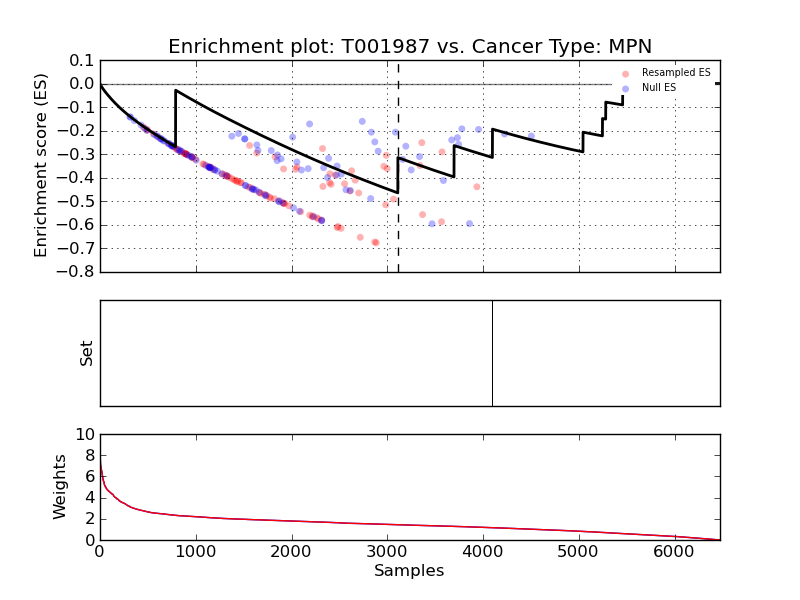 Enrichment plot: T001987 vs. Cancer Type: MPN
Enrichment score (ES)
0.1
0.0
−0.1
−0.2
−0.3
−0.4
−0.5
−0.6
−0.7
−0.8
Resampled ES
Null ES
Set
Weights
10
8
6
4
2
0
0 1000 2000 3000 4000 5000 6000
Samples